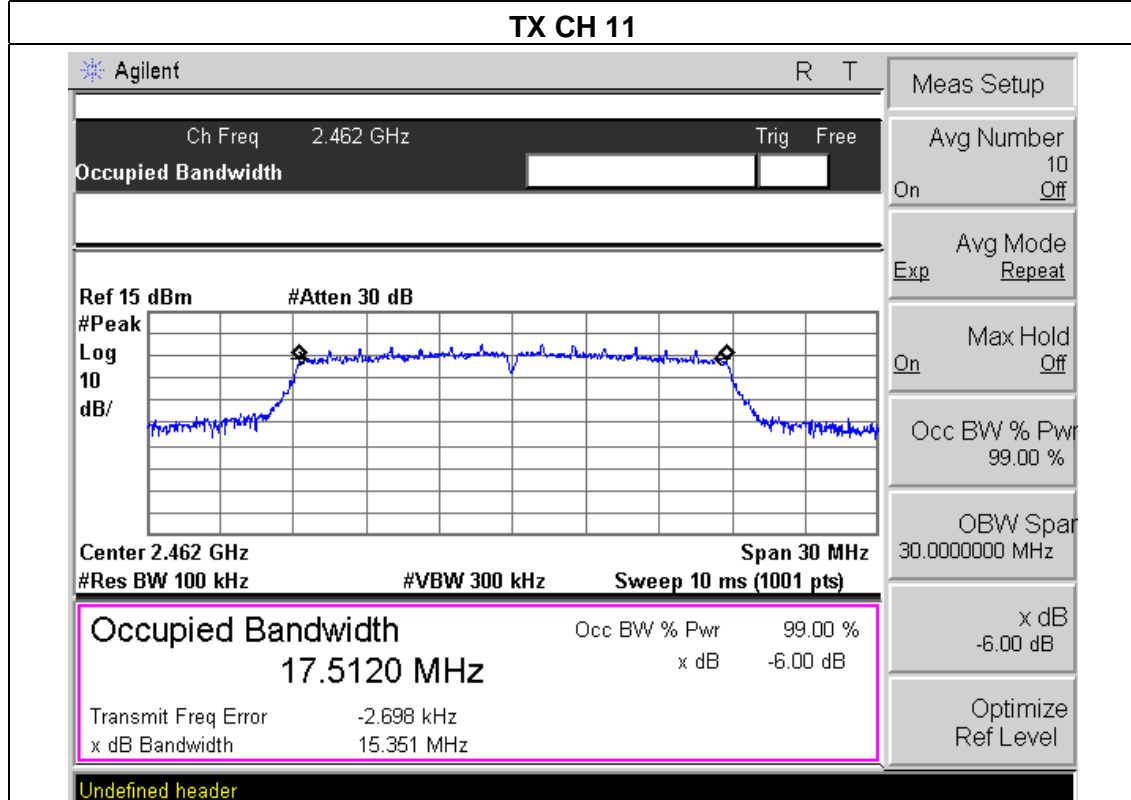 TX CH 11
Agilent R T
Ch Freq 2.462 GHz Trig Free
Occupied Bandwidth
Ref 15 dBm #Atten 30 dB
#Peak
Log
10
dB/
Center 2.462 GHz Span 30 MHz
#Res BW 100 kHz #VBW 300 kHz Sweep 10 ms (1001 pts)
Occupied Bandwidth Occ BW % Pwr 99.00 %
17.5120 MHz x dB -6.00 dB
Transmit Freq Error -2.698 kHz
x dB Bandwidth 15.351 MHz
Undefined header
Meas Setup
Avg Number
10
On Off
Avg Mode
Exp Repeat
Max Hold
On Off
Occ BW % Pwr
99.00 %
OBW Span
30.0000000 MHz
x dB
-6.00 dB
Optimize
Ref Level